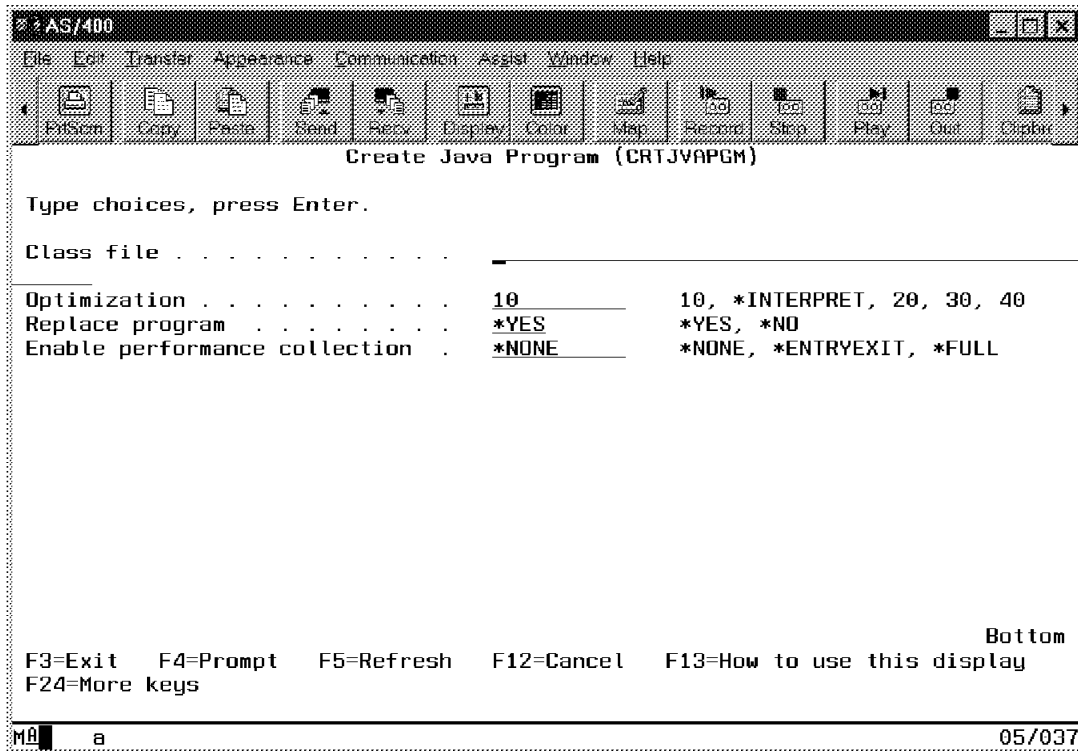 AS/400
File Edit Transfer Appearance Communication Assist Window Help
PrtScrn Copy Paste Send Recv Display Color Map Record Stop Play Quit Clipbrd
Create Java Program (CRTJVAPGM)
Type choices, press Enter.
Class file . . . . . . . . . . .
Optimization . . . . . . . . . . 10 10, *INTERPRET, 20, 30, 40
Replace program . . . . . . . . *YES *YES, *NO
Enable performance collection . *NONE *NONE, *ENTRYEXIT, *FULL
Bottom
F3=Exit F4=Prompt F5=Refresh F12=Cancel F13=How to use this display
F24=More keys
MA a 05/037